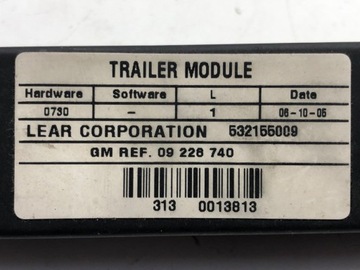 TRAILER MODULE
Hardware Software L Date
0730 - 1 06-10-05
LEAR CORPORATION 532155009
GM REF. 09 228 740
313 0013813